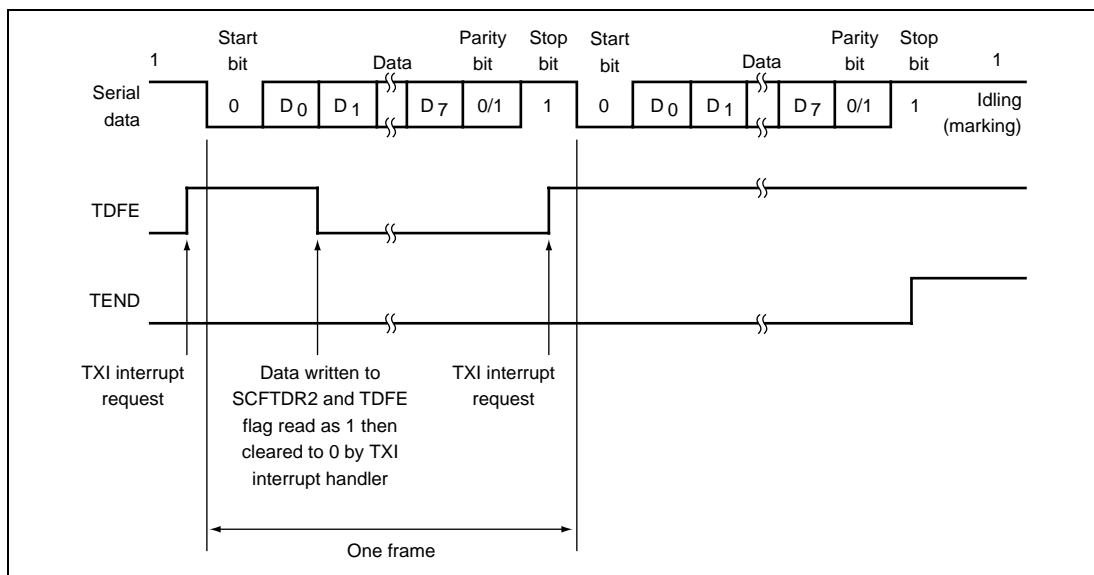 1 Start bit Data Parity bit Stop bit Start bit Data Parity bit Stop bit 1
Serial data 0 D0 D1 D7 0/1 1 0 D0 D1 D7 0/1 1 Idling (marking)
TDFE
TEND
TXI interrupt request
Data written to
SCFTDR2 and TDFE
flag read as 1 then
cleared to 0 by TXI
interrupt handler
TXI interrupt request
One frame